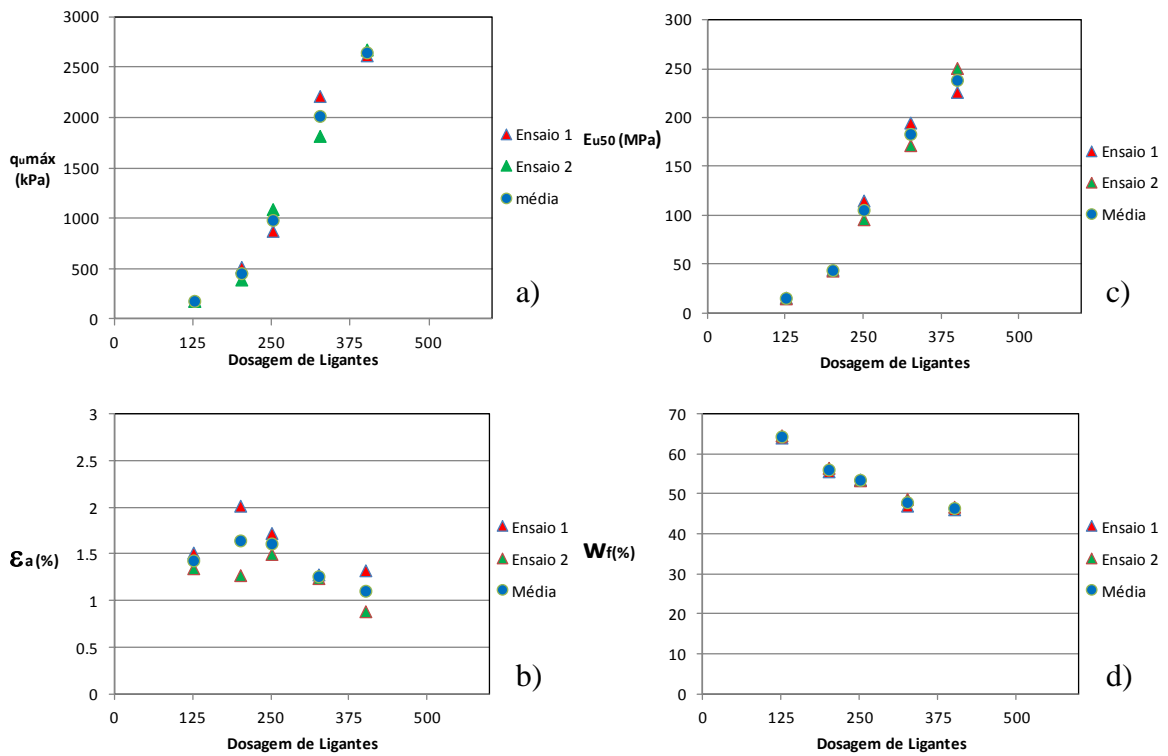 3000
2500
2000
1500
1000
500
0
qumáx
(kPa)
0 125 250 375 500
Dosagem de Ligantes
Ensaio 1
Ensaio 2
média
a)
300
250
200
150
100
50
0
Eu50 (MPa)
0 125 250 375 500
Dosagem de Ligantes
Ensaio 1
Ensaio 2
Média
c)
3
2.5
2
1.5
1
0.5
0
εa (%)
0 125 250 375 500
Dosagem de Ligantes
Ensaio 1
Ensaio 2
Média
b)
70
60
50
40
30
20
10
0
Wf(%)
0 125 250 375 500
Dosagem de Ligantes
Ensaio 1
Ensaio 2
Média
d)